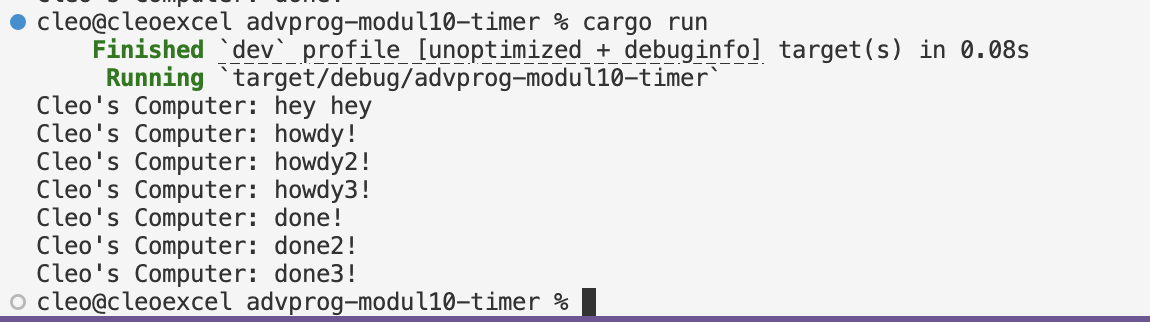 cleo@cleoexcel advprog-modul10-timer % cargo run
Finished `dev` profile [unoptimized + debuginfo] target(s) in 0.08s
Running `target/debug/advprog-modul10-timer`
Cleo's Computer: hey hey
Cleo's Computer: howdy!
Cleo's Computer: howdy2!
Cleo's Computer: howdy3!
Cleo's Computer: done!
Cleo's Computer: done2!
Cleo's Computer: done3!
cleo@cleoexcel advprog-modul10-timer %